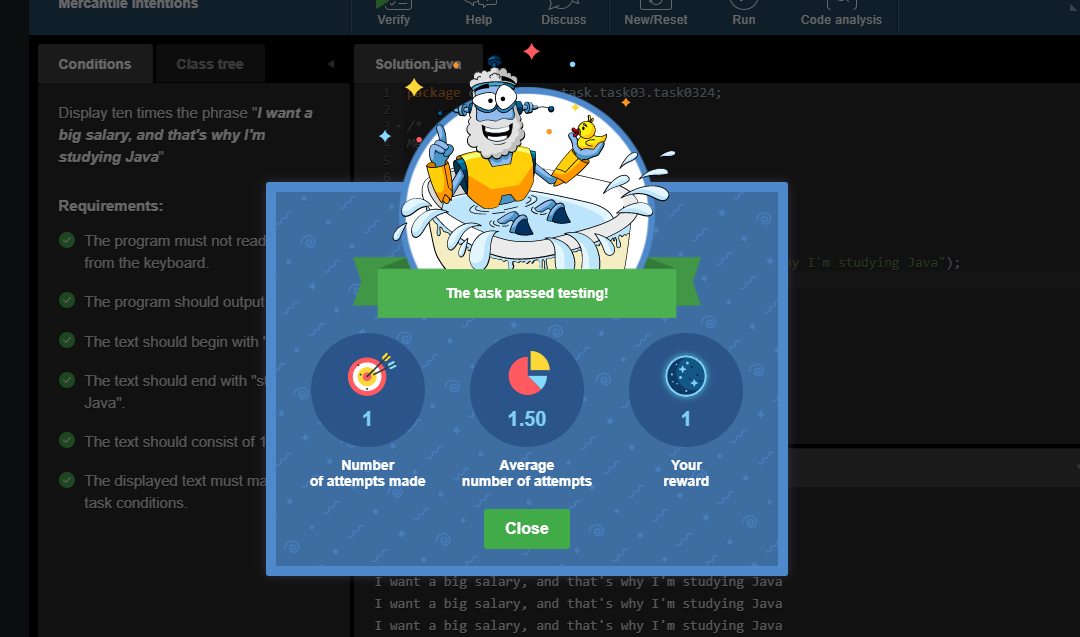 Mercantile Intentions
Verify
Help
Discuss
New/Reset
Run
Code analysis
Conditions
Class tree
Solution.java
Display ten times the phrase "I want a
big salary, and that's why I'm
studying Java"
Requirements:
The program must not read
from the keyboard.
The program should output
The text should begin with "
The text should end with "st
Java".
The text should consist of 1
The displayed text must ma
task conditions.
1 package task.task03.task0324;
2
3 /*
4
5
6
y I'm studying Java");
The task passed testing!
1
1.50
1
Number
of attempts made
Average
number of attempts
Your
reward
Close
I want a big salary, and that's why I'm studying Java
I want a big salary, and that's why I'm studying Java
I want a big salary, and that's why I'm studying Java